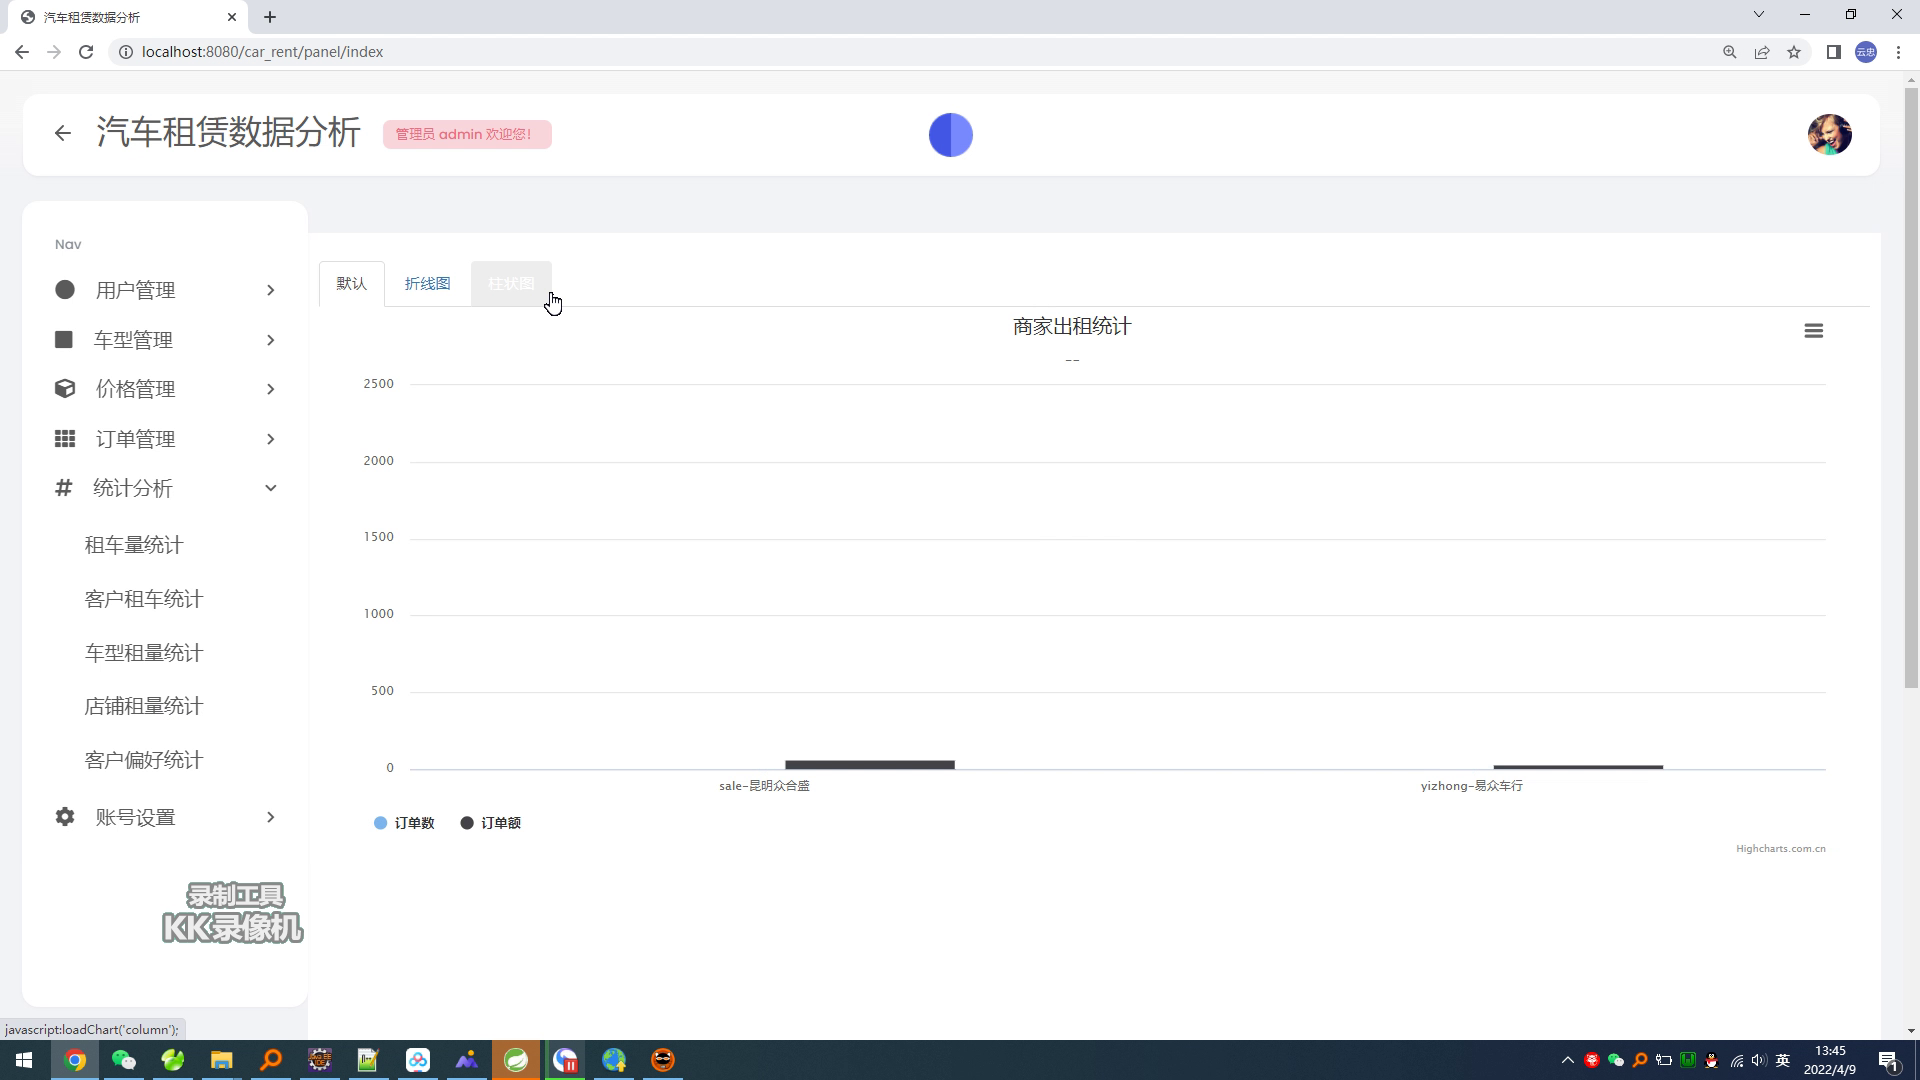 汽车租赁数据分析
localhost:8080/car_rent/panel/index
云忠
汽车租赁数据分析
管理员 admin 欢迎您！
Nav
用户管理
车型管理
价格管理
订单管理
统计分析
租车量统计
客户租车统计
车型租量统计
店铺租量统计
客户偏好统计
账号设置
默认
折线图
柱状图
商家出租统计
--
2500
2000
1500
1000
500
0
sale-昆明众合盛
yizhong-易众车行
订单数
订单额
Highcharts.com.cn
录制工具
KK录像机
javascript:loadChart('column');
英
13:45
2022/4/9
1